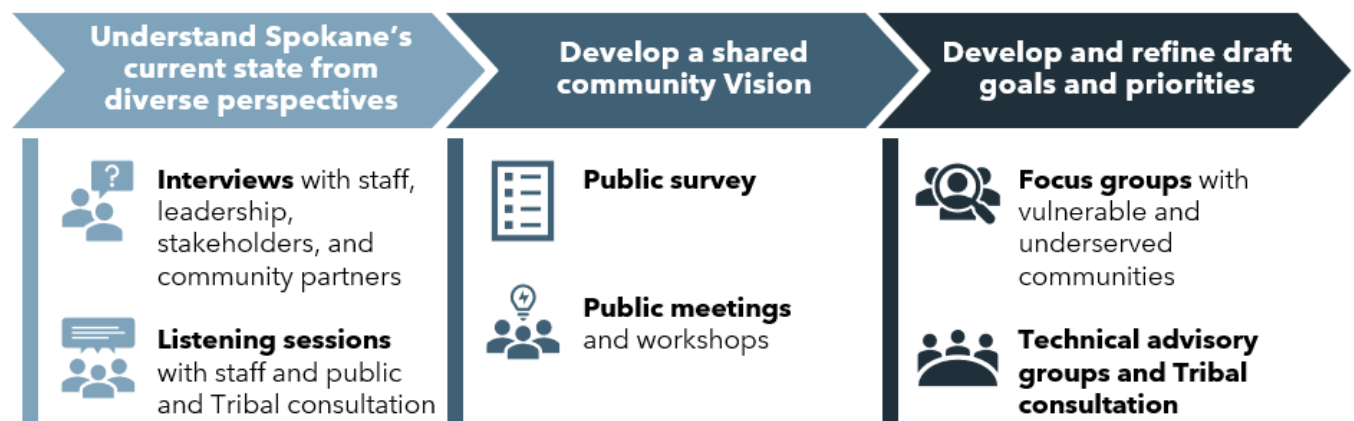 Understand Spokane's
current state from
diverse perspectives
Interviews with staff,
leadership,
stakeholders, and
community partners
?
Listening sessions
with staff and public
and Tribal consultation
Develop a shared
community Vision
Public survey
Public meetings
and workshops
Develop and refine draft
goals and priorities
Focus groups with
vulnerable and
underserved
communities
Technical advisory
groups and Tribal
consultation